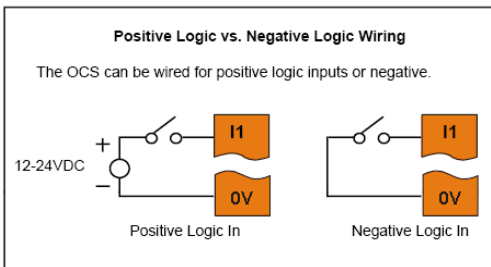 Positive Logic vs. Negative Logic Wiring
The OCS can be wired for positive logic inputs or negative.
I1
I1
+
12-24VDC
−
0V
0V
Positive Logic In
Negative Logic In